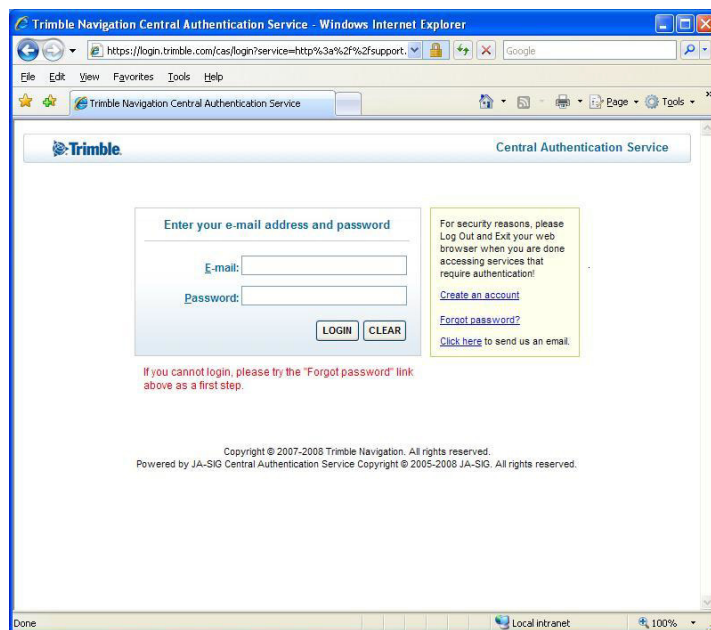 Trimble Navigation Central Authentication Service - Windows Internet Explorer
https://login.trimble.com/cas/login?service=http%3a%2f%2fsupport.
Google
File Edit View Favorites Tools Help
Trimble Navigation Central Authentication Service
Page Tools
»
Trimble.
Central Authentication Service
Enter your e-mail address and password
E-mail:
Password:
LOGIN CLEAR
If you cannot login, please try the "Forgot password" link
above as a first step.
For security reasons, please
Log Out and Exit your web
browser when you are done
accessing services that
require authentication!
Create an account
Forgot password?
Click here to send us an email.
Copyright © 2007-2008 Trimble Navigation. All rights reserved.
Powered by JA-SIG Central Authentication Service Copyright © 2005-2008 JA-SIG. All rights reserved.
Done
Local intranet
100%